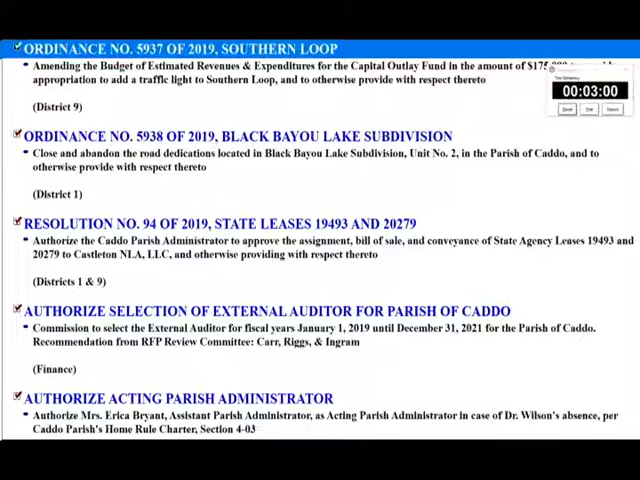 ORDINANCE NO. 5937 OF 2019, SOUTHERN LOOP
Amending the Budget of Estimated Revenues & Expenditures for the Capital Outlay Fund in the amount of $175
appropriation to add a traffic light to Southern Loop, and to otherwise provide with respect thereto
00:03:00
(District 9)
ORDINANCE NO. 5938 OF 2019, BLACK BAYOU LAKE SUBDIVISION
Close and abandon the road dedications located in Black Bayou Lake Subdivision, Unit No. 2, in the Parish of Caddo, and to
otherwise provide with respect thereto
(District 1)
RESOLUTION NO. 94 OF 2019, STATE LEASES 19493 AND 20279
Authorize the Caddo Parish Administrator to approve the assignment, bill of sale, and conveyance of State Agency Leases 19493 and
20279 to Castleton NLA, LLC, and otherwise providing with respect thereto
(Districts 1 & 9)
AUTHORIZE SELECTION OF EXTERNAL AUDITOR FOR PARISH OF CADDO
Commission to select the External Auditor for fiscal years January 1, 2019 until December 31, 2021 for the Parish of Caddo.
Recommendation from RFP Review Committee: Carr, Riggs, & Ingram
(Finance)
AUTHORIZE ACTING PARISH ADMINISTRATOR
Authorize Mrs. Erica Bryant, Assistant Parish Administrator, as Acting Parish Administrator in case of Dr. Wilson's absence, per
Caddo Parish's Home Rule Charter, Section 4-03